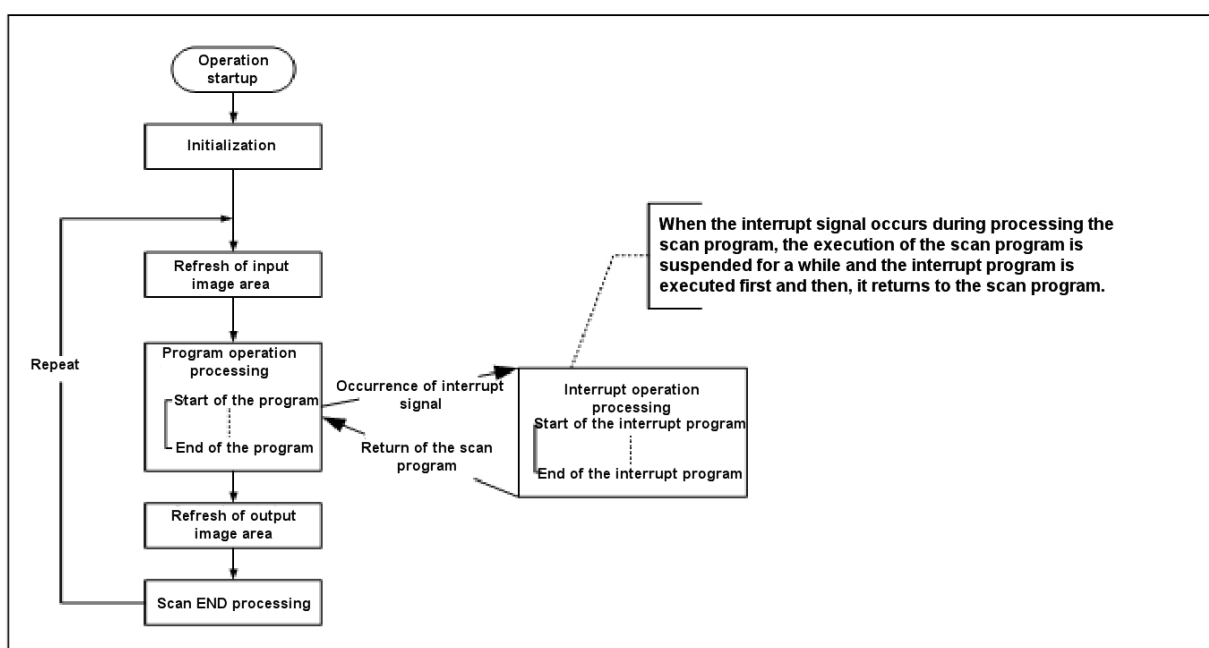 Operation
startup
Initialization
Refresh of input
image area
Repeat
Program operation
processing
Start of the program
End of the program
Occurrence of interrupt
signal
Return of the scan
program
Interrupt operation
processing
Start of the interrupt program
End of the interrupt program
When the interrupt signal occurs during processing the
scan program, the execution of the scan program is
suspended for a while and the interrupt program is
executed first and then, it returns to the scan program.
Refresh of output
image area
Scan END processing